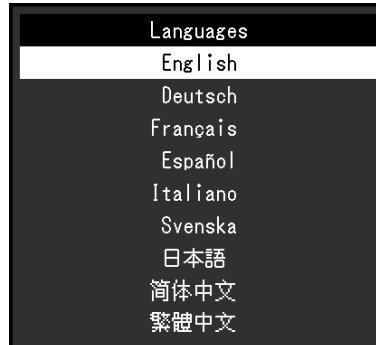 Languages
English
Deutsch
Français
Español
Italiano
Svenska
日本語
简体中文
繁體中文